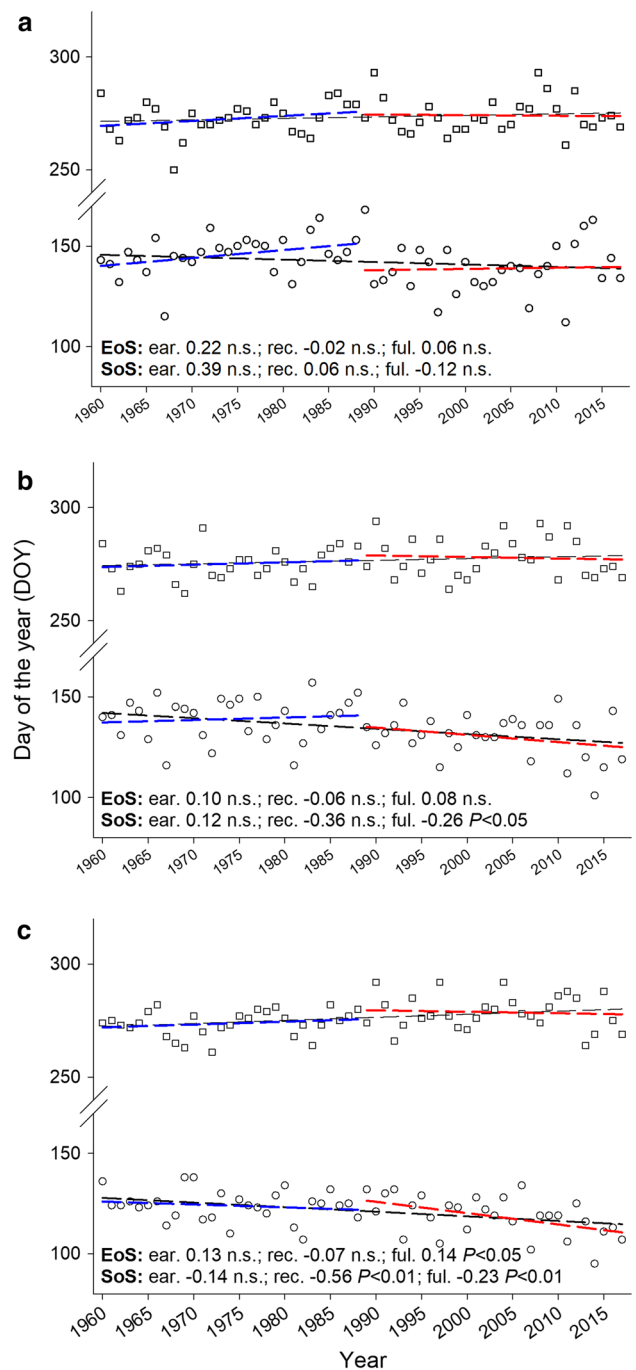 a
300
250
150
100
EoS: ear. 0.22 n.s.; rec. -0.02 n.s.; ful. 0.06 n.s.
SoS: ear. 0.39 n.s.; rec. 0.06 n.s.; ful. -0.12 n.s.
1960 1965 1970 1975 1980 1985 1990 1995 2000 2005 2010 2015
b
Day of the year (DOY)
300
250
150
100
EoS: ear. 0.10 n.s.; rec. -0.06 n.s.; ful. 0.08 n.s.
SoS: ear. 0.12 n.s.; rec. -0.36 n.s.; ful. -0.26 P<0.05
1960 1965 1970 1975 1980 1985 1990 1995 2000 2005 2010 2015
c
300
250
150
100
EoS: ear. 0.13 n.s.; rec. -0.07 n.s.; ful. 0.14 P<0.05
SoS: ear. -0.14 n.s.; rec. -0.56 P<0.01; ful. -0.23 P<0.01
1960 1965 1970 1975 1980 1985 1990 1995 2000 2005 2010 2015
Year